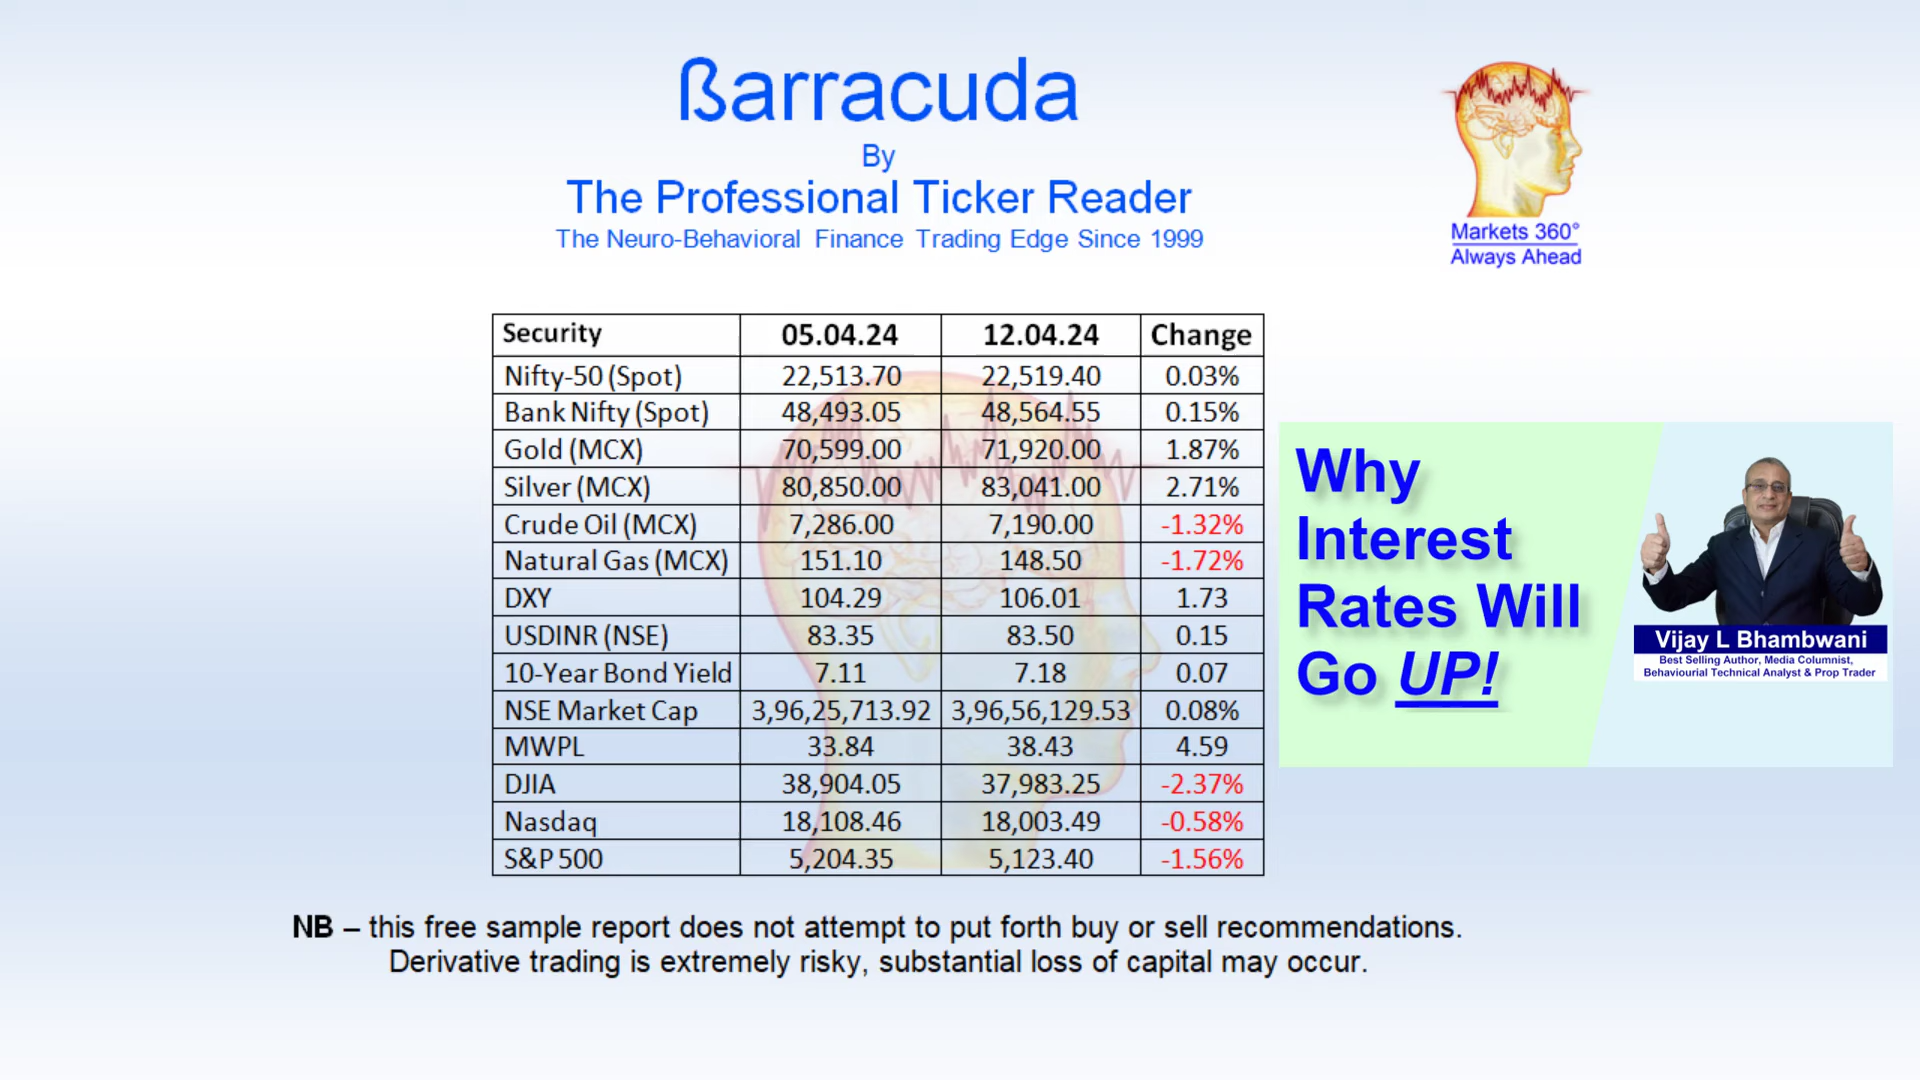 ßarracuda
By
The Professional Ticker Reader
The Neuro-Behavioral Finance Trading Edge Since 1999
Markets 360°
Always Ahead
Security 05.04.24 12.04.24 Change
Nifty-50 (Spot) 22,513.70 22,519.40 0.03%
Bank Nifty (Spot) 48,493.05 48,564.55 0.15%
Gold (MCX) 70,599.00 71,920.00 1.87%
Silver (MCX) 80,850.00 83,041.00 2.71%
Crude Oil (MCX) 7,286.00 7,190.00 -1.32%
Natural Gas (MCX) 151.10 148.50 -1.72%
DXY 104.29 106.01 1.73
USDINR (NSE) 83.35 83.50 0.15
10-Year Bond Yield 7.11 7.18 0.07
NSE Market Cap 3,96,25,713.92 3,96,56,129.53 0.08%
MWPL 33.84 38.43 4.59
DJIA 38,904.05 37,983.25 -2.37%
Nasdaq 18,108.46 18,003.49 -0.58%
S&P 500 5,204.35 5,123.40 -1.56%
Why
Interest
Rates Will
Go UP!
Vijay L Bhambwani
Best Selling Author, Media Columnist,
Behaviourial Technical Analyst & Prop Trader
NB – this free sample report does not attempt to put forth buy or sell recommendations.
Derivative trading is extremely risky, substantial loss of capital may occur.